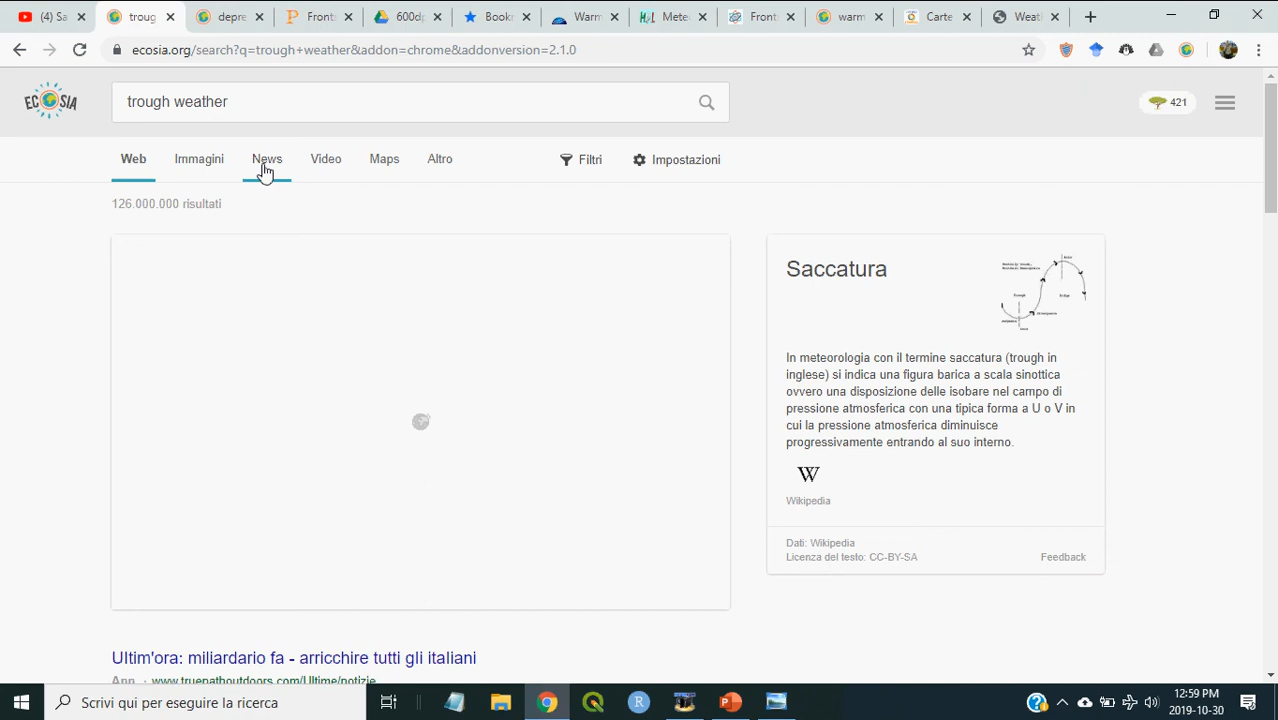 (4) Sa
troug
depre
Front
600dp
Bookr
Warm
Mete
Front
warm
Carte
Weat
ecosia.org/search?q=trough+weather&addon=chrome&addonversion=2.1.0
ECOSIA
trough weather
421
Web
Immagini
News
Video
Maps
Altro
Filtri
Impostazioni
126.000.000 risultati
Saccatura
In meteorologia con il termine saccatura (trough in
inglese) si indica una figura barica a scala sinottica
ovvero una disposizione delle isobare nel campo di
pressione atmosferica con una tipica forma a U o V in
cui la pressione atmosferica diminuisce
progressivamente entrando al suo interno.
W
Wikipedia
Dati: Wikipedia
Licenza del testo: CC-BY-SA
Feedback
Ultim'ora: miliardario fa - arricchire tutti gli italiani
Ann. · www.truepathoutdoors.com/Ultime/notizie
Scrivi qui per eseguire la ricerca
12:59 PM
2019-10-30